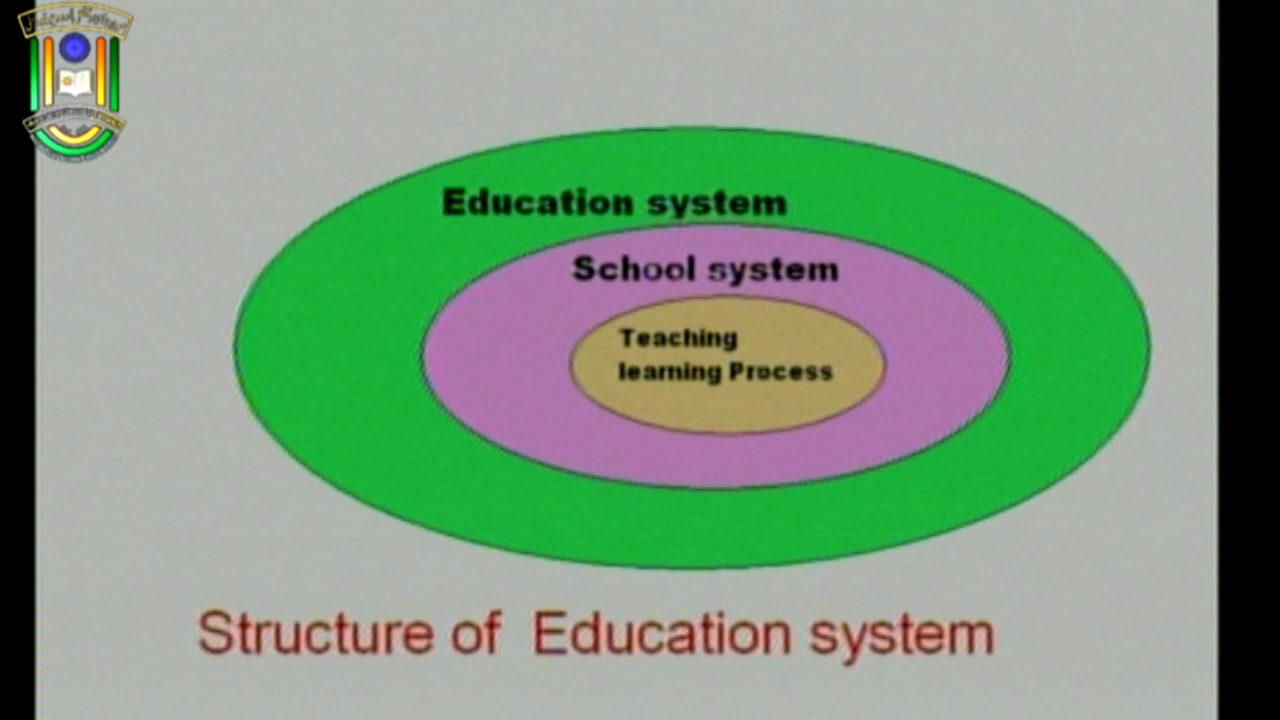 Education system
School system
Teaching
learning Process
Structure of Education system